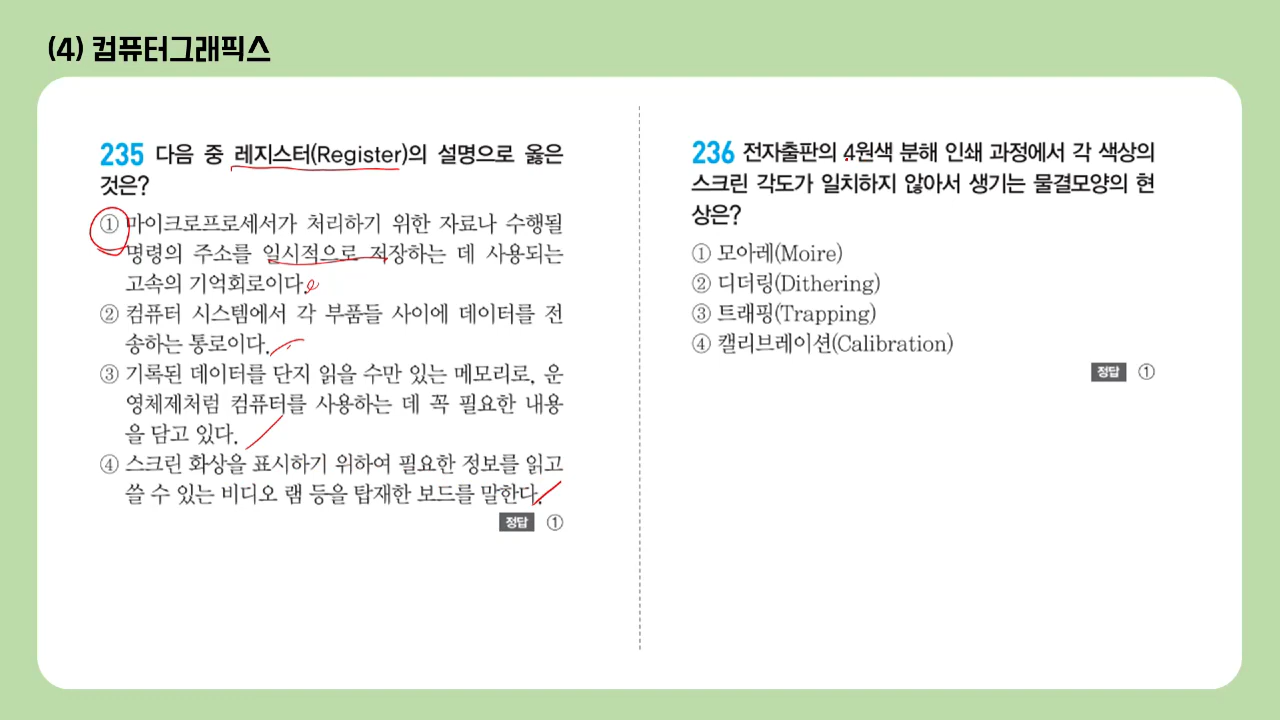 (4) 컴퓨터그래픽스
235 다음 중 레지스터(Register)의 설명으로 옳은
것은?
① 마이크로프로세서가 처리하기 위한 자료나 수행될
명령의 주소를 일시적으로 저장하는 데 사용되는
고속의 기억회로이다.
② 컴퓨터 시스템에서 각 부품들 사이에 데이터를 전
송하는 통로이다.
③ 기록된 데이터를 단지 읽을 수만 있는 메모리로, 운
영체제처럼 컴퓨터를 사용하는 데 꼭 필요한 내용
을 담고 있다.
④ 스크린 화상을 표시하기 위하여 필요한 정보를 읽고
쓸 수 있는 비디오 램 등을 탑재한 보드를 말한다.
정답 ①
236 전자출판의 4원색 분해 인쇄 과정에서 각 색상의
스크린 각도가 일치하지 않아서 생기는 물결모양의 현
상은?
① 모아레(Moire)
② 디더링(Dithering)
③ 트래핑(Trapping)
④ 캘리브레이션(Calibration)
정답 ①